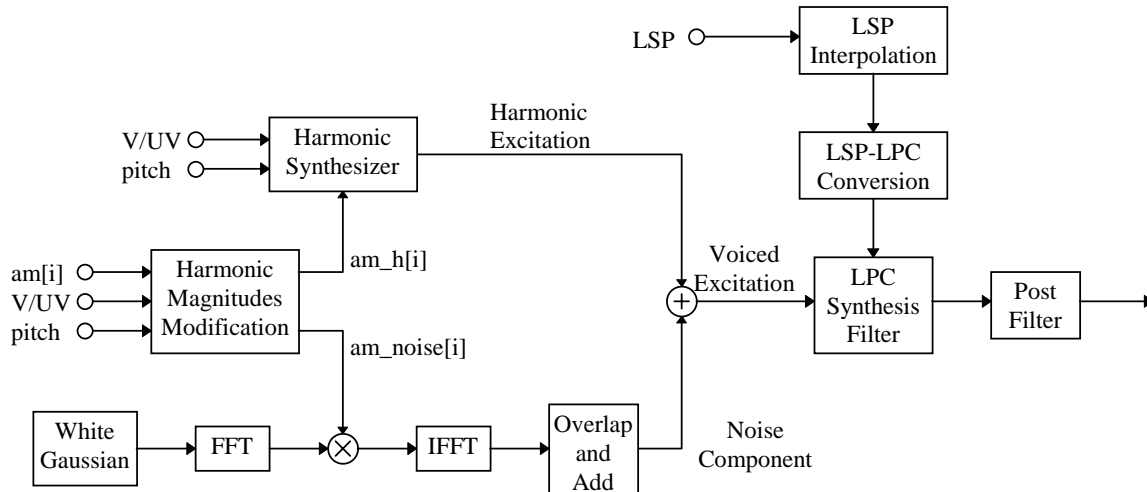 LSP
LSP
Interpolation
Harmonic
Excitation
V/UV
pitch
Harmonic
Synthesizer
LSP-LPC
Conversion
am[i]
V/UV
pitch
Harmonic
Magnitudes
Modification
am_h[i]
am_noise[i]
Voiced
Excitation
+
LPC
Synthesis
Filter
Post
Filter
White
Gaussian
FFT
×
IFFT
Overlap
and
Add
Noise
Component